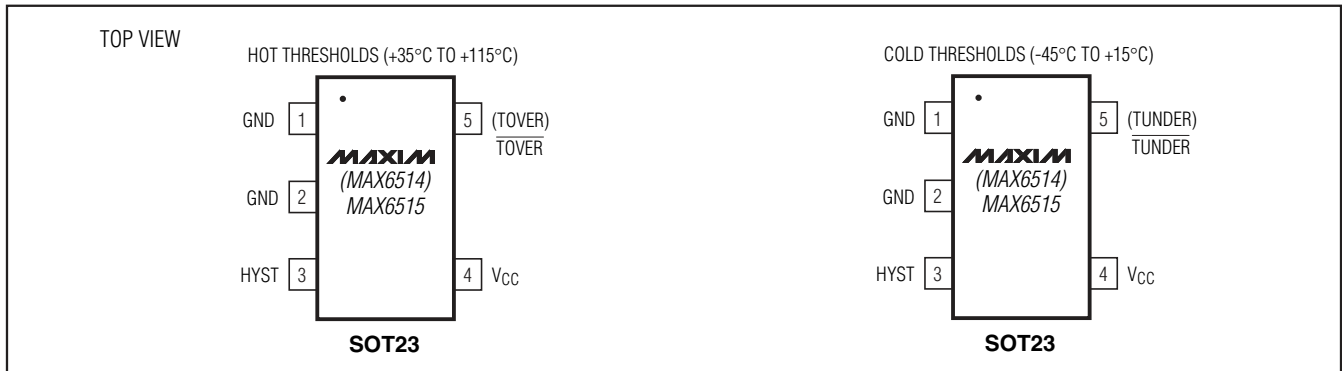 TOP VIEW
HOT THRESHOLDS (+35°C TO +115°C)
GND 1
5 (TOVER)
TOVER
MAXIM
(MAX6514)
MAX6515
GND 2
HYST 3
4 VCC
SOT23
COLD THRESHOLDS (-45°C TO +15°C)
GND 1
5 (TUNDER)
TUNDER
MAXIM
(MAX6514)
MAX6515
GND 2
HYST 3
4 VCC
SOT23